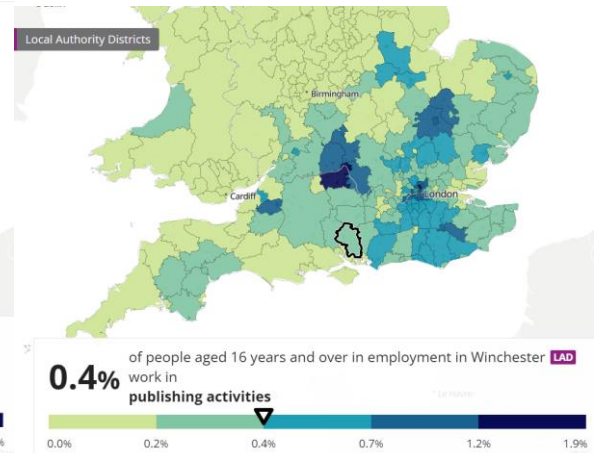 Local Authority Districts
Birmingham
Cardiff
London
0.4%
of people aged 16 years and over in employment in Winchester LAD
work in
publishing activities
%
0.0% 0.2% 0.4% 0.7% 1.2% 1.9%